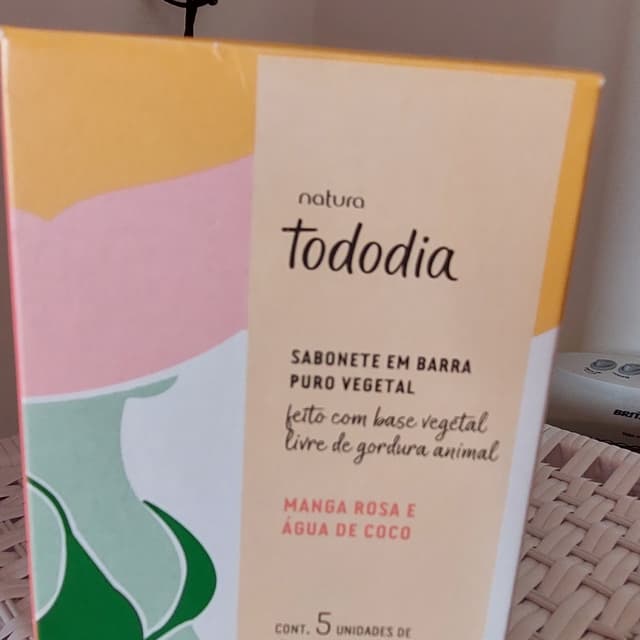 natura
tododia
SABONETE EM BARRA
PURO VEGETAL
feito com base vegetal
livre de gordura animal
MANGA ROSA E
ÁGUA DE COCO
CONT. 5 UNIDADES DE